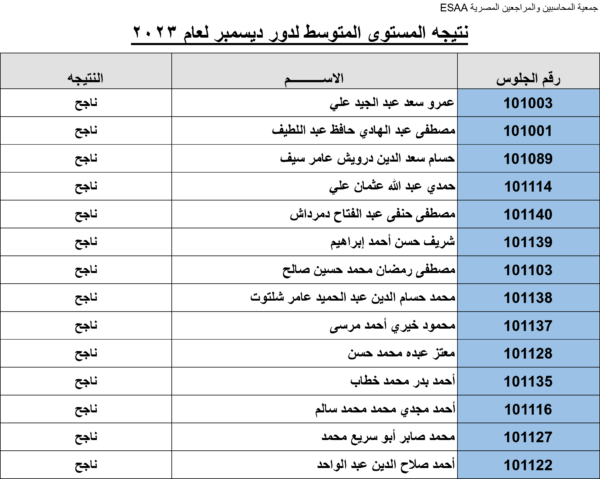 جمعية المحاسبين والمراجعين المصرية ESAA
نتيجه المستوى المتوسط لدور ديسمبر لعام ٢٠٢٣
رقم الجلوس الاســـــــم النتيجه
101003 عمرو سعد عبد الجيد علي ناجح
101001 مصطفى عبد الهادي حافظ عبد اللطيف ناجح
101089 حسام سعد الدين درويش عامر سيف ناجح
101114 حمدي عبد الله عثمان علي ناجح
101140 مصطفى حنفى عبد الفتاح دمرداش ناجح
101139 شريف حسن أحمد إبراهيم ناجح
101103 مصطفى رمضان محمد حسين صالح ناجح
101138 محمد حسام الدين عبد الحميد عامر شلتوت ناجح
101137 محمود خيري أحمد مرسى ناجح
101128 معتز عبده محمد حسن ناجح
101135 أحمد بدر محمد خطاب ناجح
101116 أحمد مجدي محمد محمد سالم ناجح
101127 محمد صابر أبو سريع محمد ناجح
101122 أحمد صلاح الدين عبد الواحد ناجح